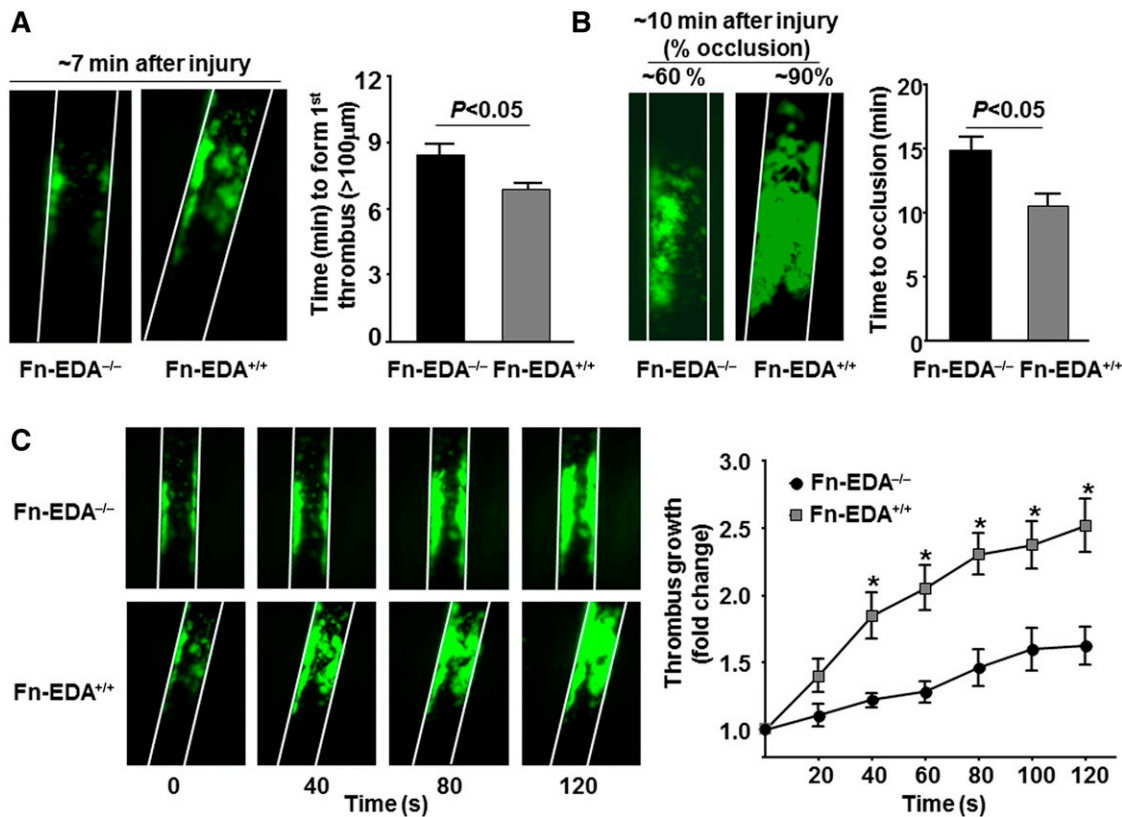 A
~7 min after injury
Fn-EDA–/–
Fn-EDA+/+
Time (min) to form 1st
thrombus (>100µm)
12
9
6
3
0
P<0.05
Fn-EDA–/– Fn-EDA+/+
B
~10 min after injury
(% occlusion)
~60 %
~90%
Fn-EDA–/–
Fn-EDA+/+
Time to occlusion (min)
20
15
10
5
0
P<0.05
Fn-EDA–/– Fn-EDA+/+
C
Fn-EDA–/–
Fn-EDA+/+
0 40 80 120
Time (s)
Thrombus growth
(fold change)
3.0
2.5
2.0
1.5
1.0
Fn-EDA–/–
Fn-EDA+/+
* * * * *
20 40 60 80 100 120
Time (s)